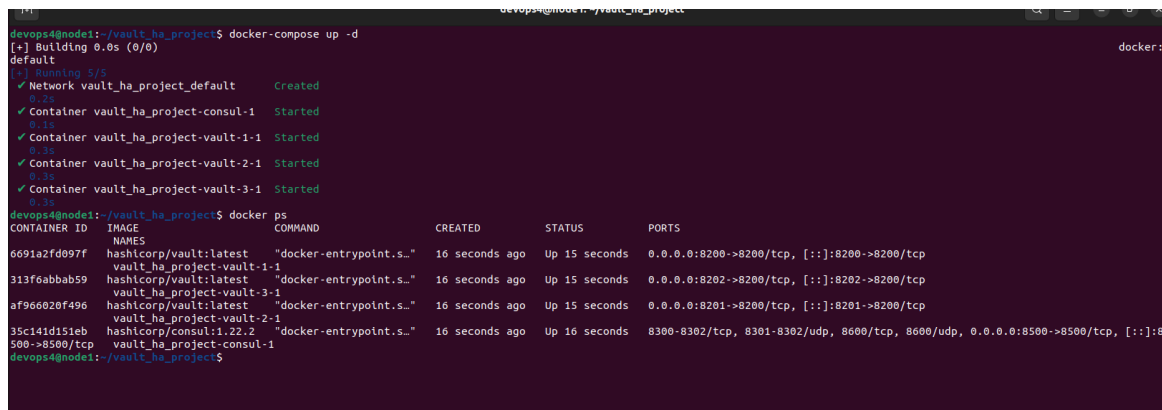 devops4@node1: ~/vault_ha_project
devops4@node1:~/vault_ha_project$ docker-compose up -d
[+] Building 0.0s (0/0) docker:
default
[+] Running 5/5
✔ Network vault_ha_project_default Created
0.2s
✔ Container vault_ha_project-consul-1 Started
0.1s
✔ Container vault_ha_project-vault-1-1 Started
0.3s
✔ Container vault_ha_project-vault-2-1 Started
0.3s
✔ Container vault_ha_project-vault-3-1 Started
0.3s
devops4@node1:~/vault_ha_project$ docker ps
CONTAINER ID IMAGE COMMAND CREATED STATUS PORTS
NAMES
6691a2fd097f hashicorp/vault:latest "docker-entrypoint.s…" 16 seconds ago Up 15 seconds 0.0.0.0:8200->8200/tcp, [::]:8200->8200/tcp
vault_ha_project-vault-1-1
313f6abbab59 hashicorp/vault:latest "docker-entrypoint.s…" 16 seconds ago Up 15 seconds 0.0.0.0:8202->8200/tcp, [::]:8202->8200/tcp
vault_ha_project-vault-3-1
af966020f496 hashicorp/vault:latest "docker-entrypoint.s…" 16 seconds ago Up 15 seconds 0.0.0.0:8201->8200/tcp, [::]:8201->8200/tcp
vault_ha_project-vault-2-1
35c141d151eb hashicorp/consul:1.22.2 "docker-entrypoint.s…" 16 seconds ago Up 16 seconds 8300-8302/tcp, 8301-8302/udp, 8600/tcp, 8600/udp, 0.0.0.0:8500->8500/tcp, [::]:8
500->8500/tcp vault_ha_project-consul-1
devops4@node1:~/vault_ha_project$